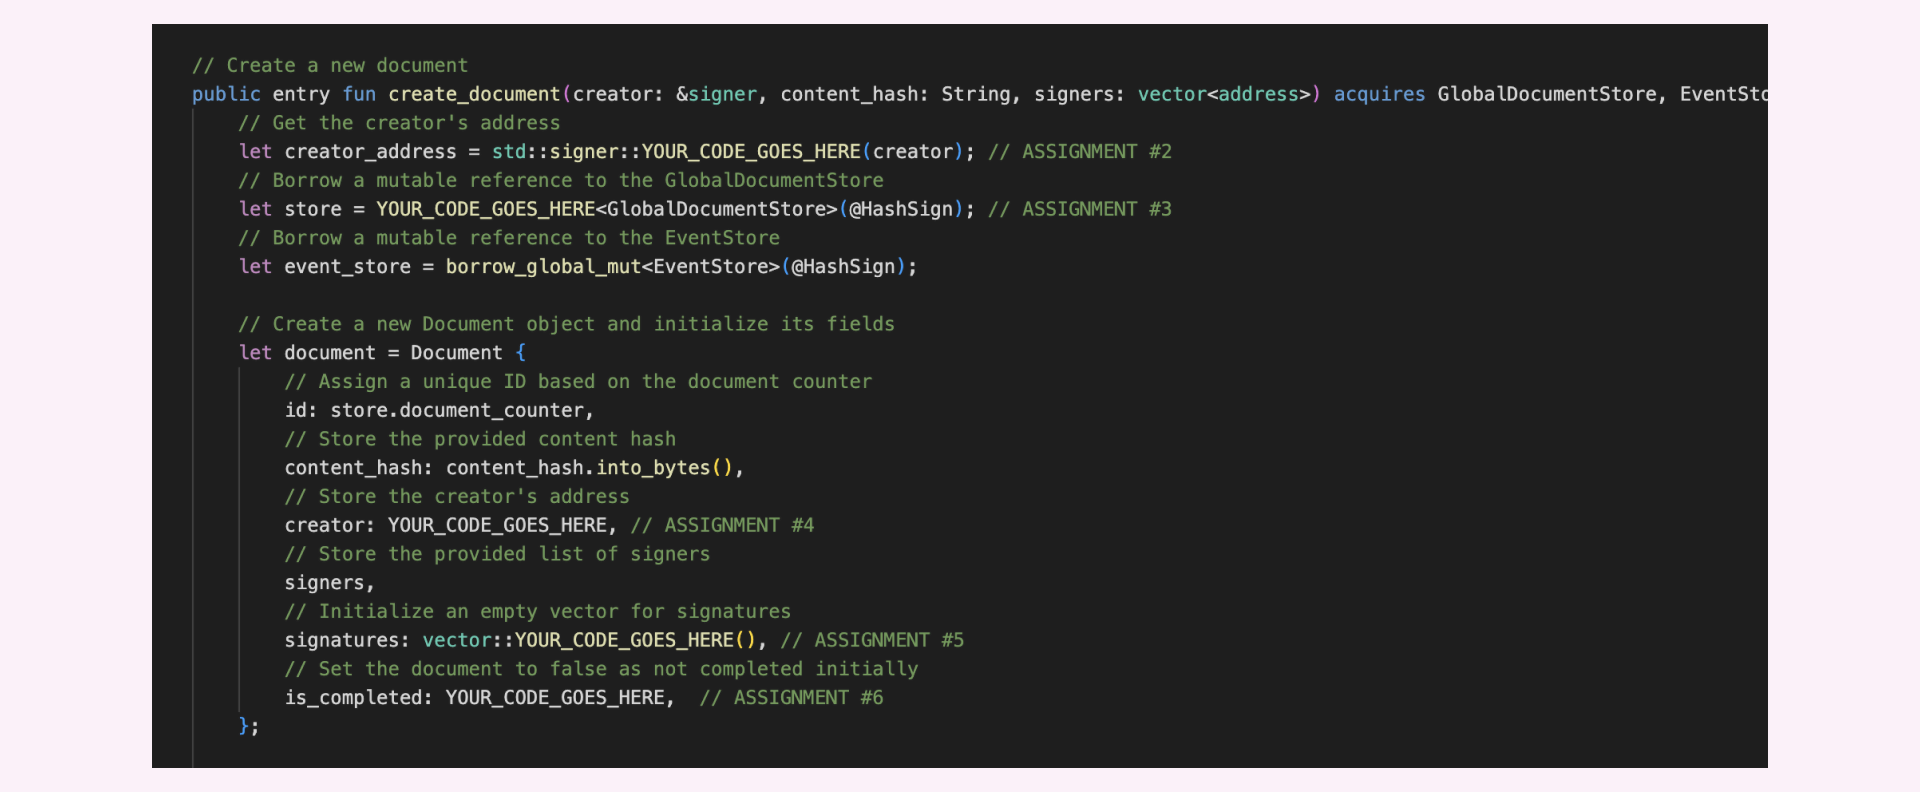 // Create a new document
public entry fun create_document(creator: &signer, content_hash: String, signers: vector<address>) acquires GlobalDocumentStore, EventSto
// Get the creator's address
let creator_address = std::signer::YOUR_CODE_GOES_HERE(creator); // ASSIGNMENT #2
// Borrow a mutable reference to the GlobalDocumentStore
let store = YOUR_CODE_GOES_HERE<GlobalDocumentStore>(@HashSign); // ASSIGNMENT #3
// Borrow a mutable reference to the EventStore
let event_store = borrow_global_mut<EventStore>(@HashSign);
// Create a new Document object and initialize its fields
let document = Document {
// Assign a unique ID based on the document counter
id: store.document_counter,
// Store the provided content hash
content_hash: content_hash.into_bytes(),
// Store the creator's address
creator: YOUR_CODE_GOES_HERE, // ASSIGNMENT #4
// Store the provided list of signers
signers,
// Initialize an empty vector for signatures
signatures: vector::YOUR_CODE_GOES_HERE(), // ASSIGNMENT #5
// Set the document to false as not completed initially
is_completed: YOUR_CODE_GOES_HERE,  // ASSIGNMENT #6
};